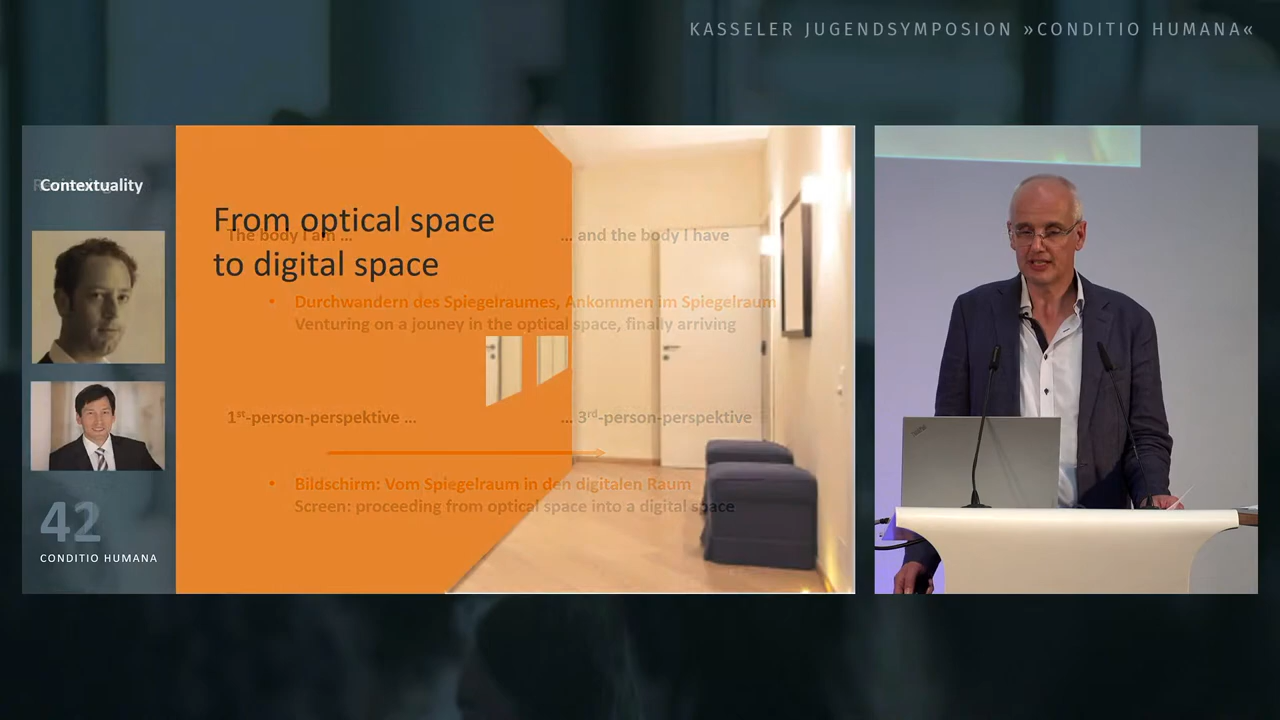 KASSELER JUGENDSYMPOSION »CONDITIO HUMANA«
Contextuality
From optical space
to digital space
The body I am ...
... and the body I have
• Durchwandern des Spiegelraumes, Ankommen im Spiegelraum
Venturing on a jouney in the optical space, finally arriving
1st-person-perspektive ...
... 3rd-person-perspektive
• Bildschirm: Vom Spiegelraum in den digitalen Raum
Screen: proceeding from optical space into a digital space
42
CONDITIO HUMANA